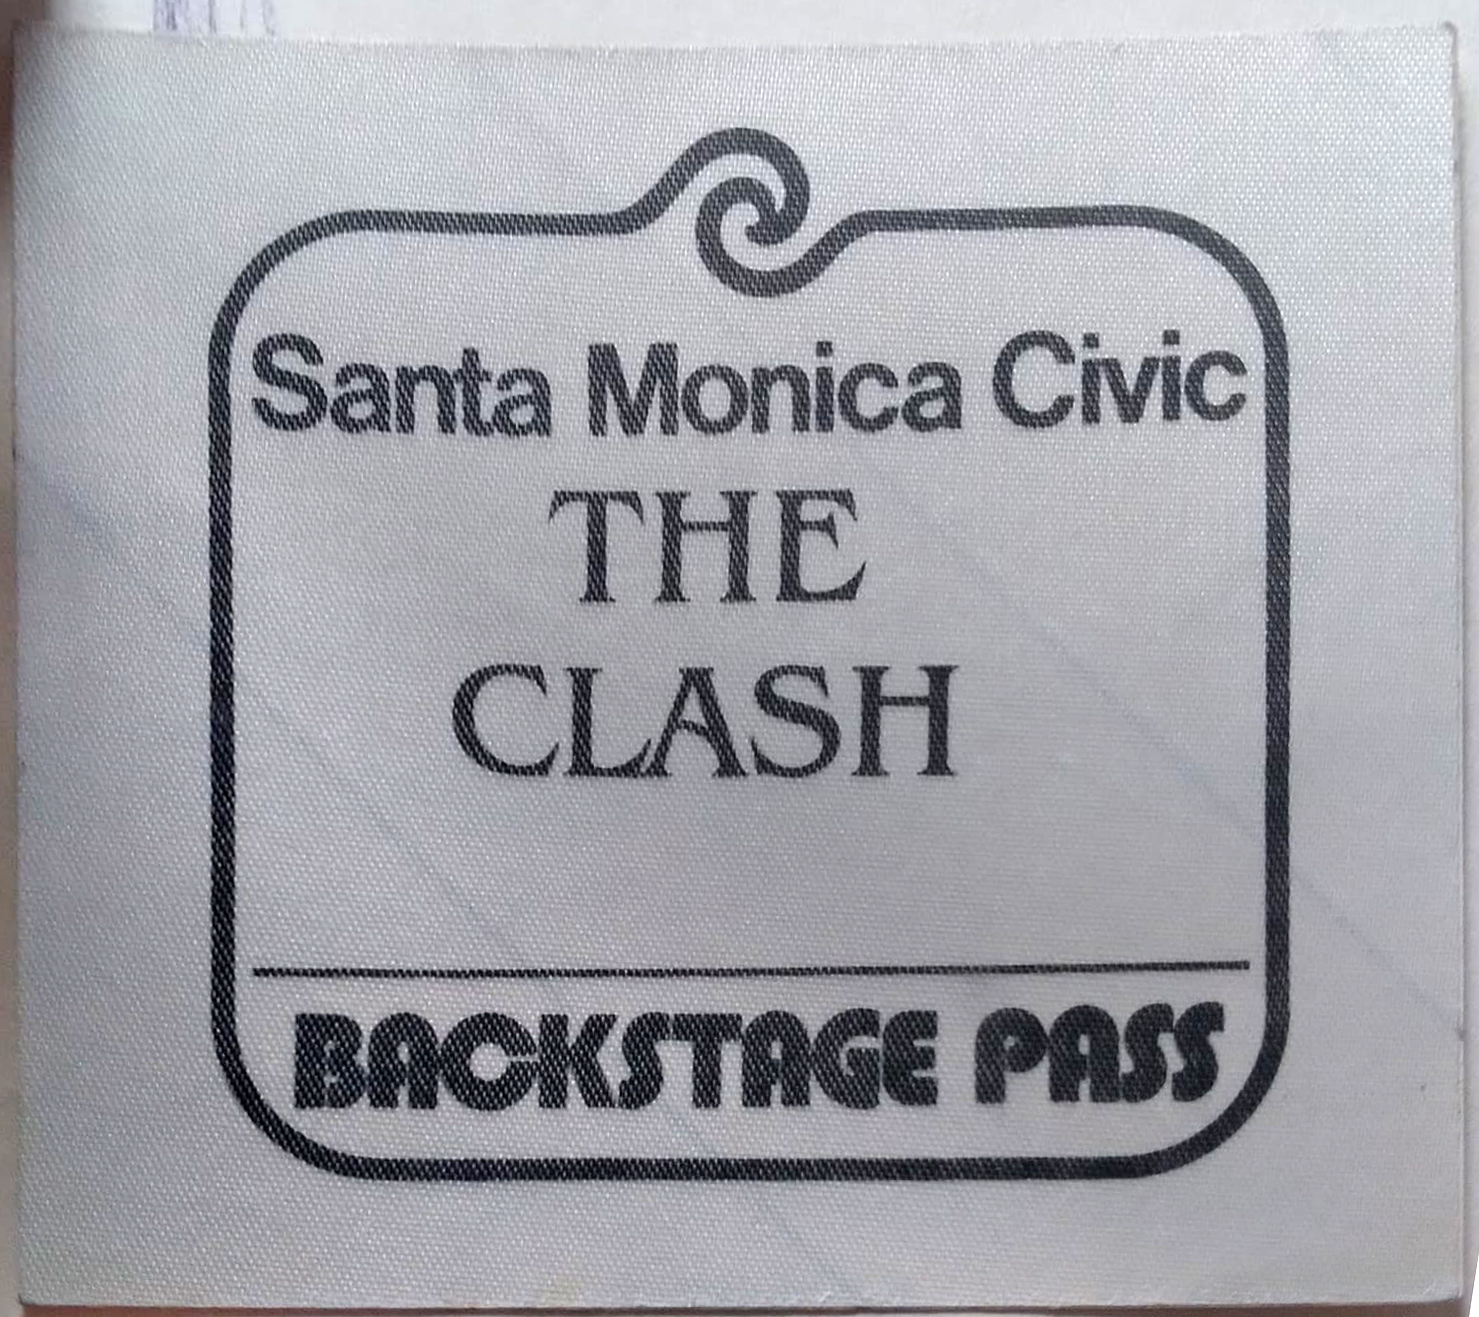 Santa Monica Civic
THE
CLASH
BACKSTAGE PASS